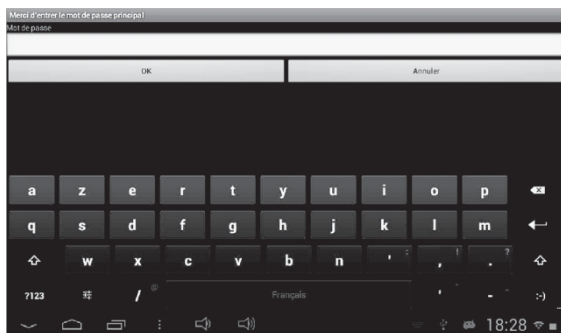 Merci d'entrer le mot de passe principal
Mot de passe
OK Annuler
a z e r t y u i o p
q s d f g h j k l m
w x c v b n ' : , ! . ?
?123 / @ Français ' - _ :-)
18:28